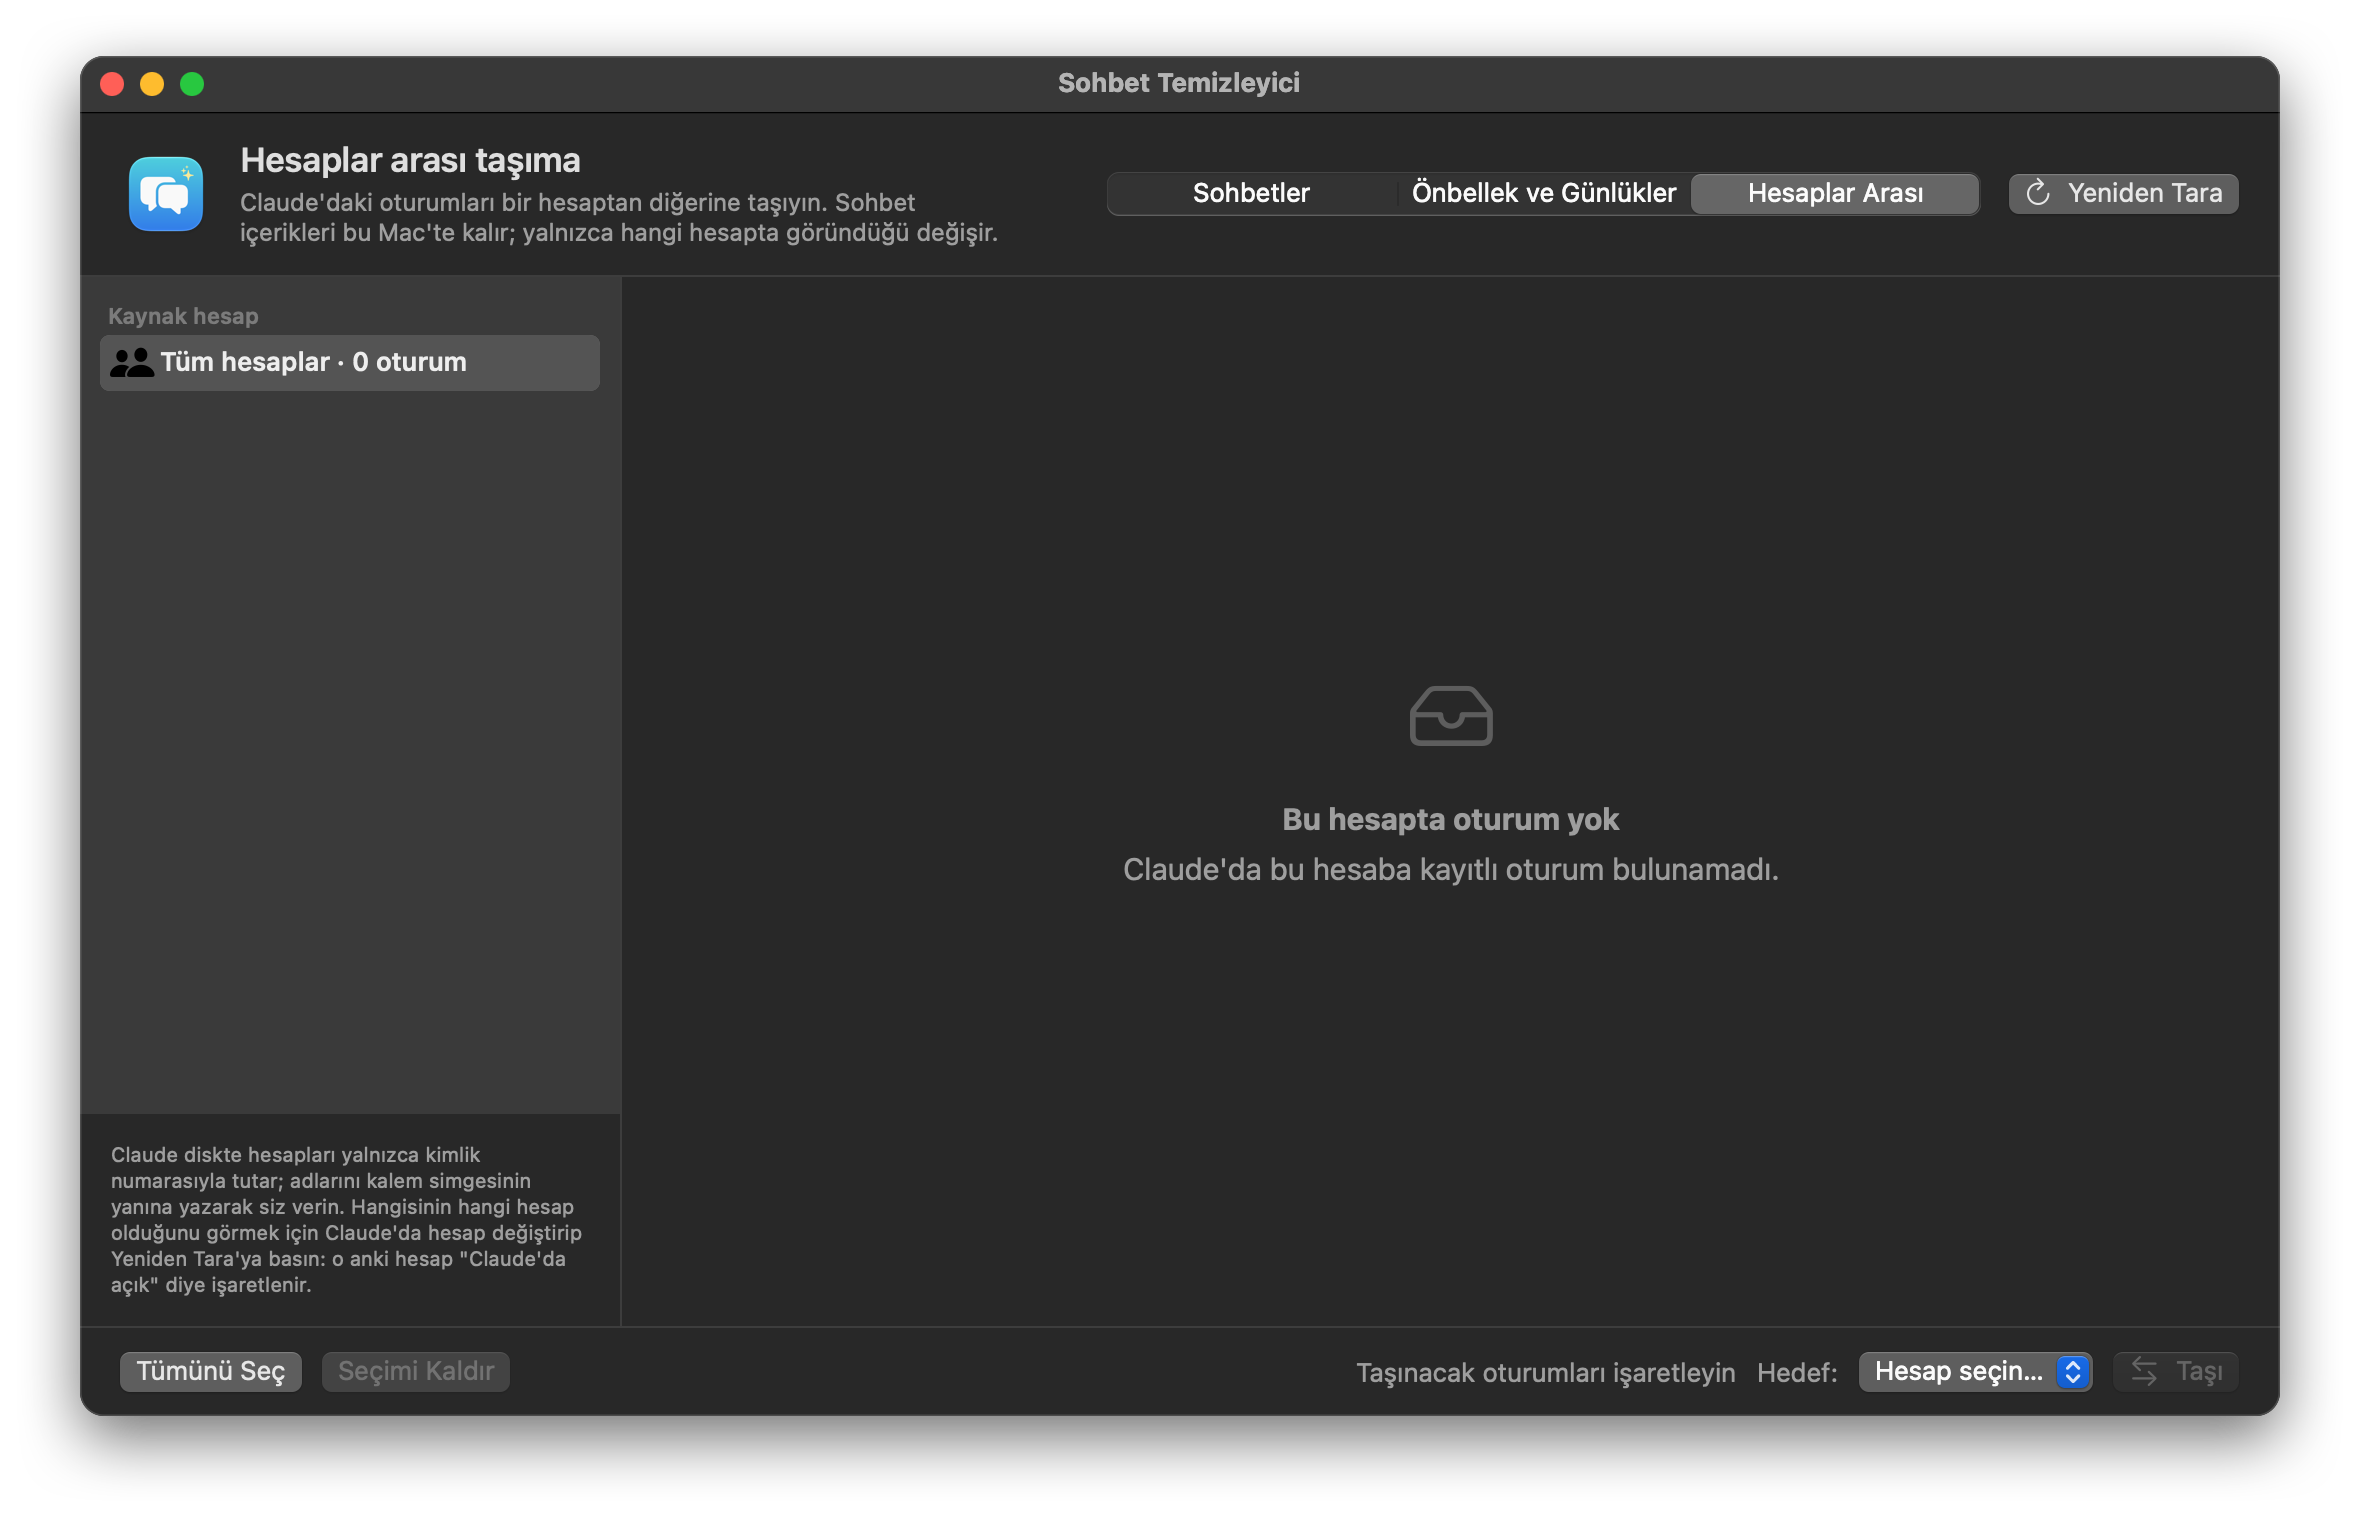 Sohbet Temizleyici
Hesaplar arası taşıma
Claude'daki oturumları bir hesaptan diğerine taşıyın. Sohbet
içerikleri bu Mac'te kalır; yalnızca hangi hesapta göründüğü değişir.
Sohbetler
Önbellek ve Günlükler
Hesaplar Arası
Yeniden Tara
Kaynak hesap
Tüm hesaplar · 0 oturum
Bu hesapta oturum yok
Claude'da bu hesaba kayıtlı oturum bulunamadı.
Claude diskte hesapları yalnızca kimlik
numarasıyla tutar; adlarını kalem simgesinin
yanına yazarak siz verin. Hangisinin hangi hesap
olduğunu görmek için Claude'da hesap değiştirip
Yeniden Tara'ya basın: o anki hesap "Claude'da
açık" diye işaretlenir.
Tümünü Seç
Seçimi Kaldır
Taşınacak oturumları işaretleyin
Hedef:
Hesap seçin...
Taşı